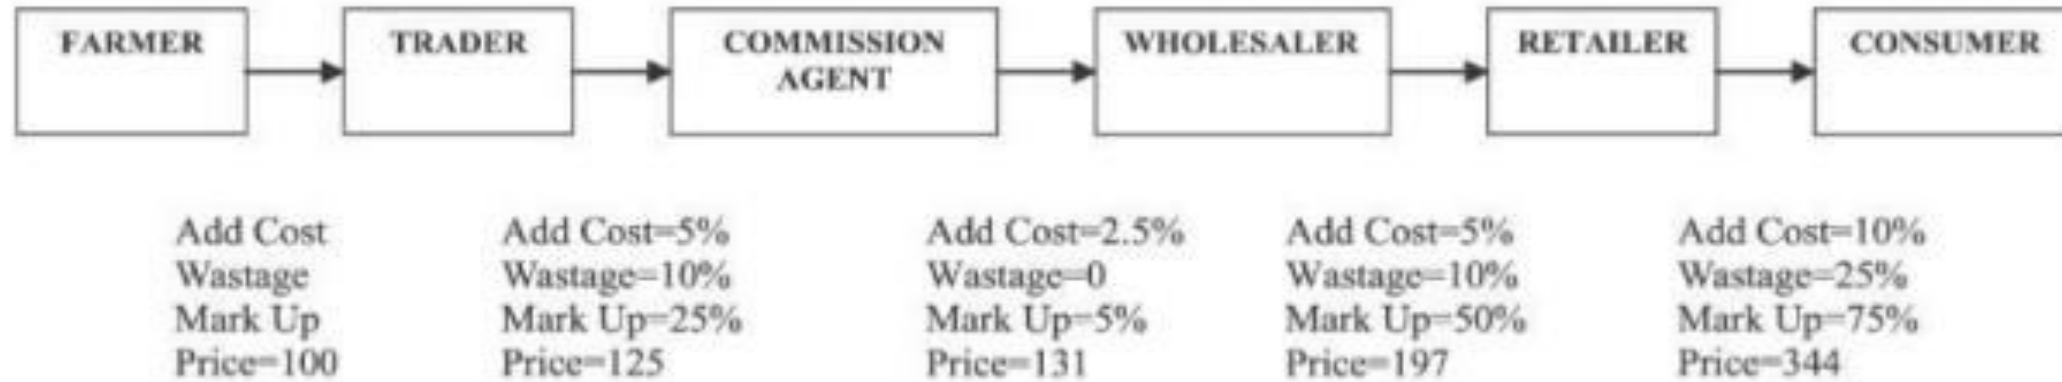 FARMER
TRADER
COMMISSION
AGENT
WHOLESALER
RETAILER
CONSUMER
Add Cost
Wastage
Mark Up
Price=100
Add Cost=5%
Wastage=10%
Mark Up=25%
Price=125
Add Cost=2.5%
Wastage=0
Mark Up=5%
Price=131
Add Cost=5%
Wastage=10%
Mark Up=50%
Price=197
Add Cost=10%
Wastage=25%
Mark Up=75%
Price=344